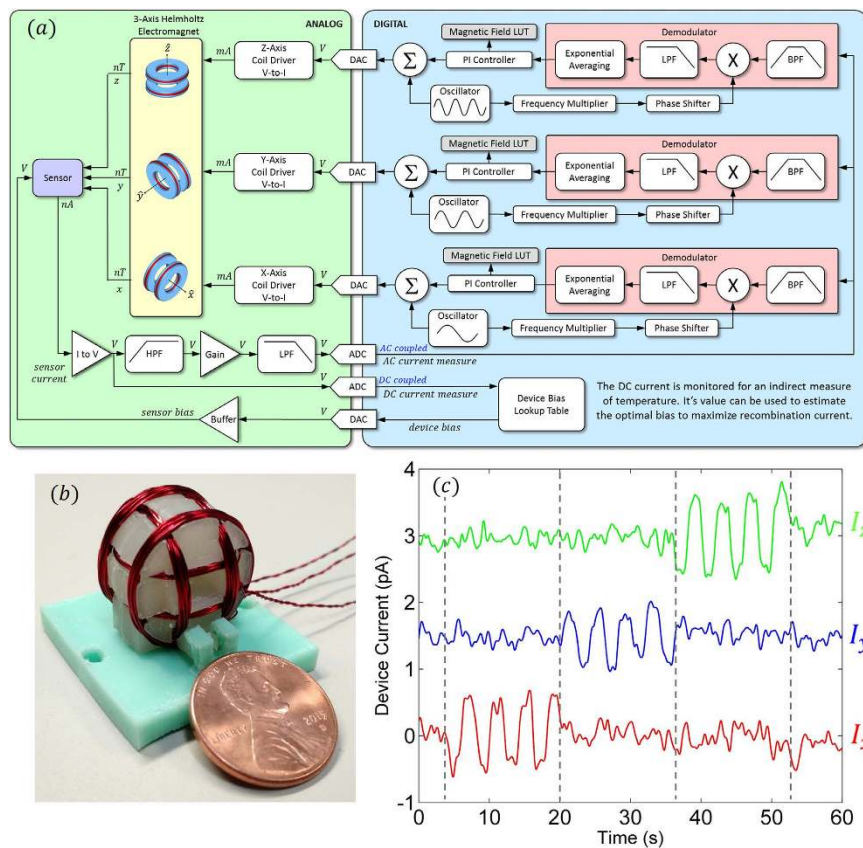 (a)
ANALOG
DIGITAL
3-Axis Helmholtz
Electromagnet
ẑ
nT
z
mA
Z-Axis
Coil Driver
V-to-I
V
DAC
Σ
Magnetic Field LUT
PI Controller
Demodulator
Exponential
Averaging
LPF
X
BPF
Oscillator
Frequency Multiplier
Phase Shifter
V
Sensor
nT
y
nA
ŷ
mA
Y-Axis
Coil Driver
V-to-I
V
DAC
Σ
Magnetic Field LUT
PI Controller
Demodulator
Exponential
Averaging
LPF
X
BPF
Oscillator
Frequency Multiplier
Phase Shifter
nT
x
x̂
mA
X-Axis
Coil Driver
V-to-I
V
DAC
Σ
Magnetic Field LUT
PI Controller
Demodulator
Exponential
Averaging
LPF
X
BPF
Oscillator
Frequency Multiplier
Phase Shifter
sensor
current
I to V
V
HPF
V
Gain
V
LPF
V
ADC
AC coupled
AC current measure
V
ADC
DC coupled
DC current measure
sensor bias
Buffer
V
DAC
device bias
Device Bias
Lookup Table
The DC current is monitored for an indirect measure
of temperature. It's value can be used to estimate
the optimal bias to maximize recombination current.
(b)
IN GOD WE TRUST
LIBERTY
(c)
Device Current (pA)
4
3
2
1
0
-1
0
10
20
30
40
50
60
Time (s)